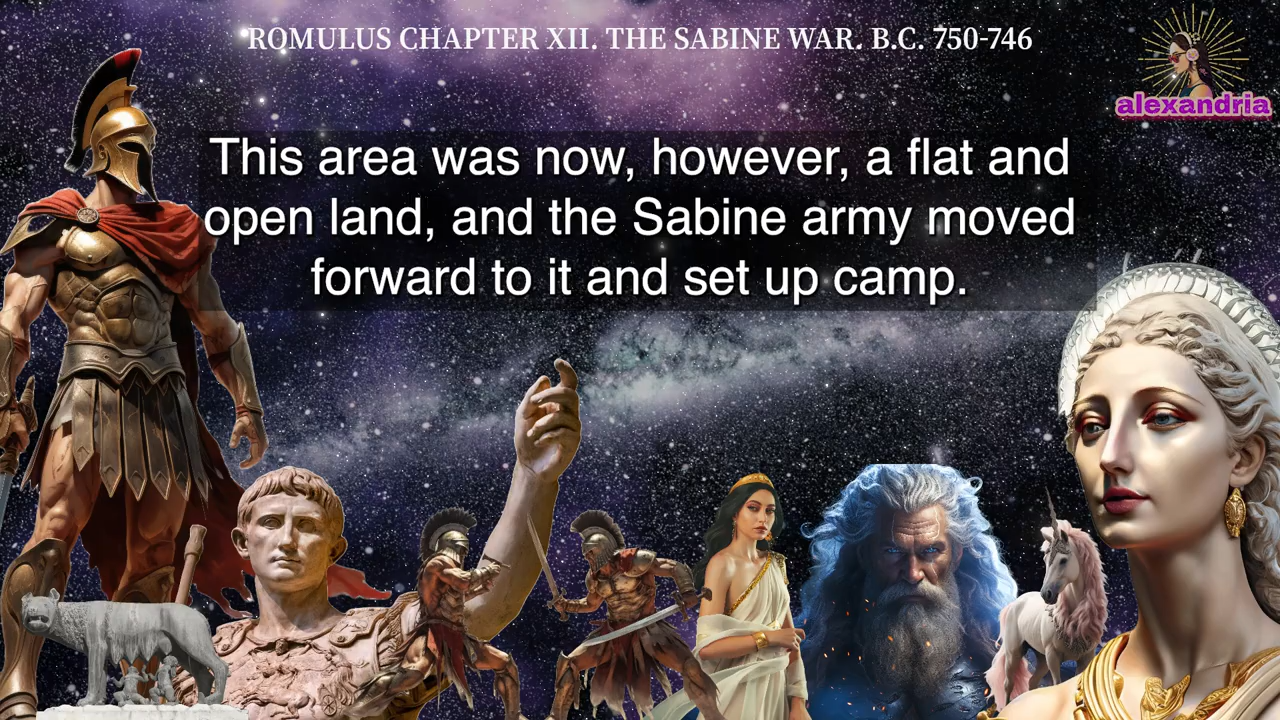 ROMULUS CHAPTER XII. THE SABINE WAR. B.C. 750-746
alexandria
This area was now, however, a flat and
open land, and the Sabine army moved
forward to it and set up camp.